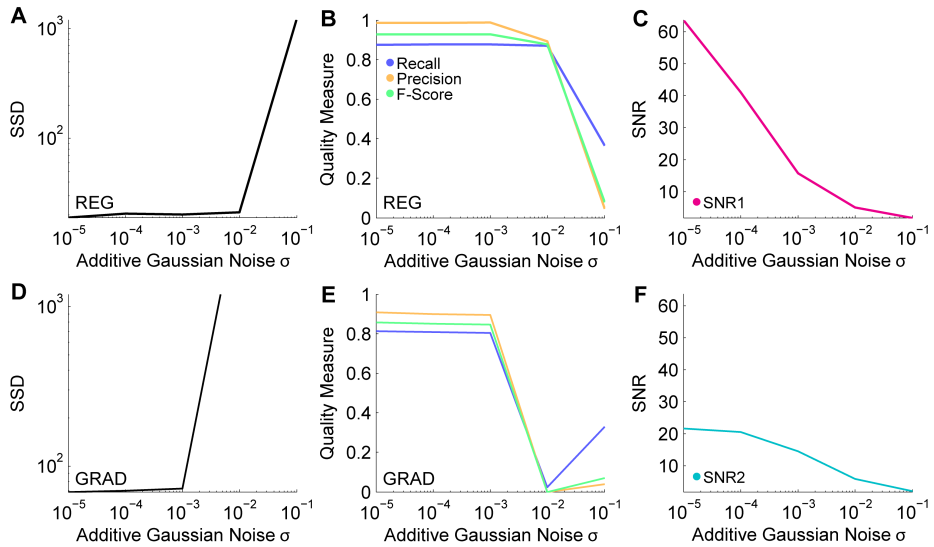 A
SSD
10³
10²
REG
10⁻⁵ 10⁻⁴ 10⁻³ 10⁻² 10⁻¹
Additive Gaussian Noise σ
B
Quality Measure
1
0.8
0.6
0.4
0.2
0
Recall
Precision
F-Score
REG
10⁻⁵ 10⁻⁴ 10⁻³ 10⁻² 10⁻¹
Additive Gaussian Noise σ
C
SNR
60
50
40
30
20
10
SNR1
10⁻⁵ 10⁻⁴ 10⁻³ 10⁻² 10⁻¹
Additive Gaussian Noise σ
D
SSD
10³
10²
GRAD
10⁻⁵ 10⁻⁴ 10⁻³ 10⁻² 10⁻¹
Additive Gaussian Noise σ
E
Quality Measure
1
0.8
0.6
0.4
0.2
0
GRAD
10⁻⁵ 10⁻⁴ 10⁻³ 10⁻² 10⁻¹
Additive Gaussian Noise σ
F
SNR
60
50
40
30
20
10
SNR2
10⁻⁵ 10⁻⁴ 10⁻³ 10⁻² 10⁻¹
Additive Gaussian Noise σ